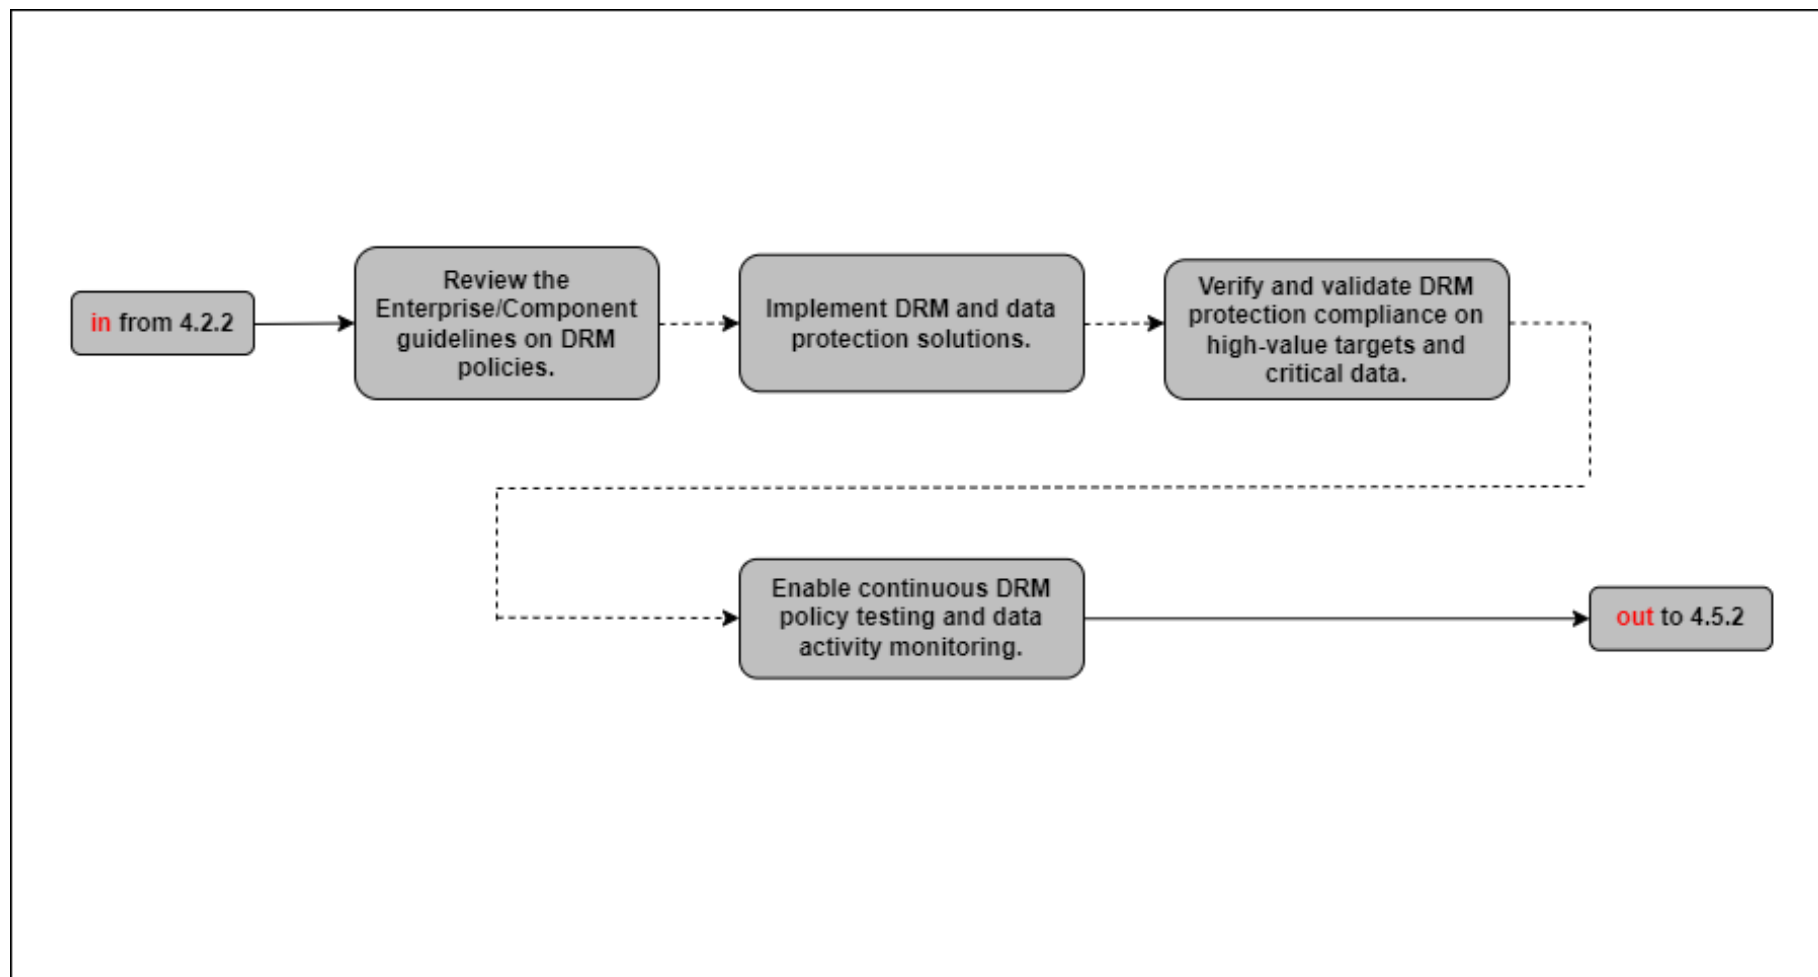 in from 4.2.2
Review the
Enterprise/Component
guidelines on DRM
policies.
Implement DRM and data
protection solutions.
Verify and validate DRM
protection compliance on
high-value targets and
critical data.
Enable continuous DRM
policy testing and data
activity monitoring.
out to 4.5.2